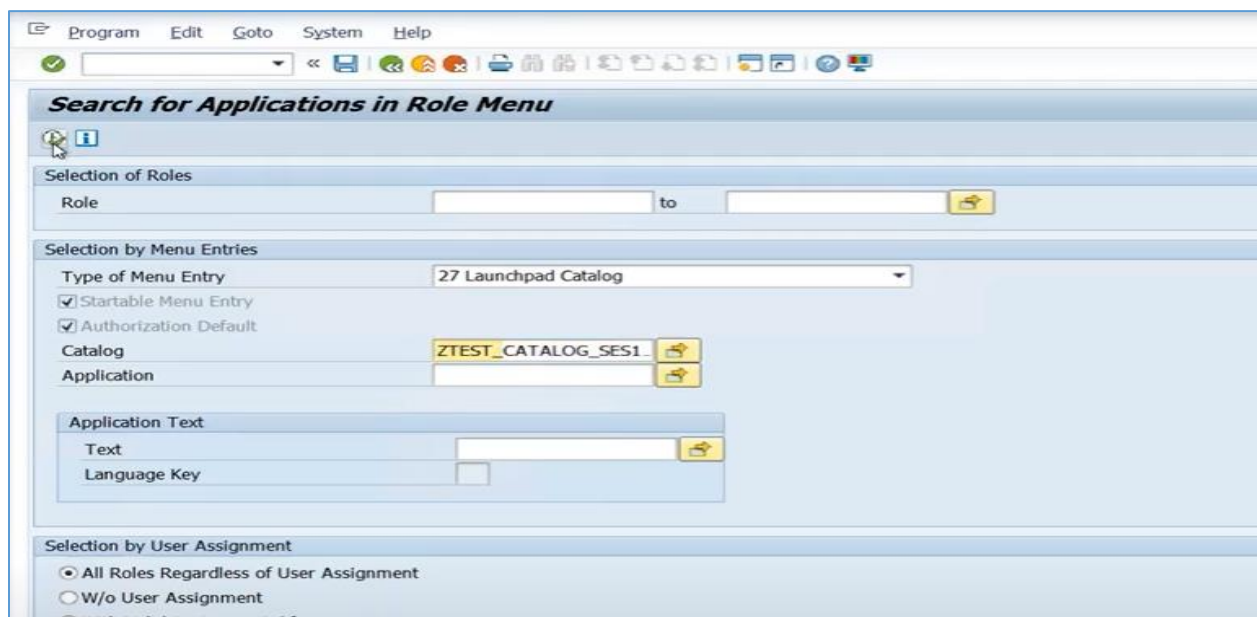 Program Edit Goto System Help
Search for Applications in Role Menu
Selection of Roles
Role to
Selection by Menu Entries
Type of Menu Entry 27 Launchpad Catalog
Startable Menu Entry
Authorization Default
Catalog ZTEST_CATALOG_SES1
Application
Application Text
Text
Language Key
Selection by User Assignment
All Roles Regardless of User Assignment
W/o User Assignment